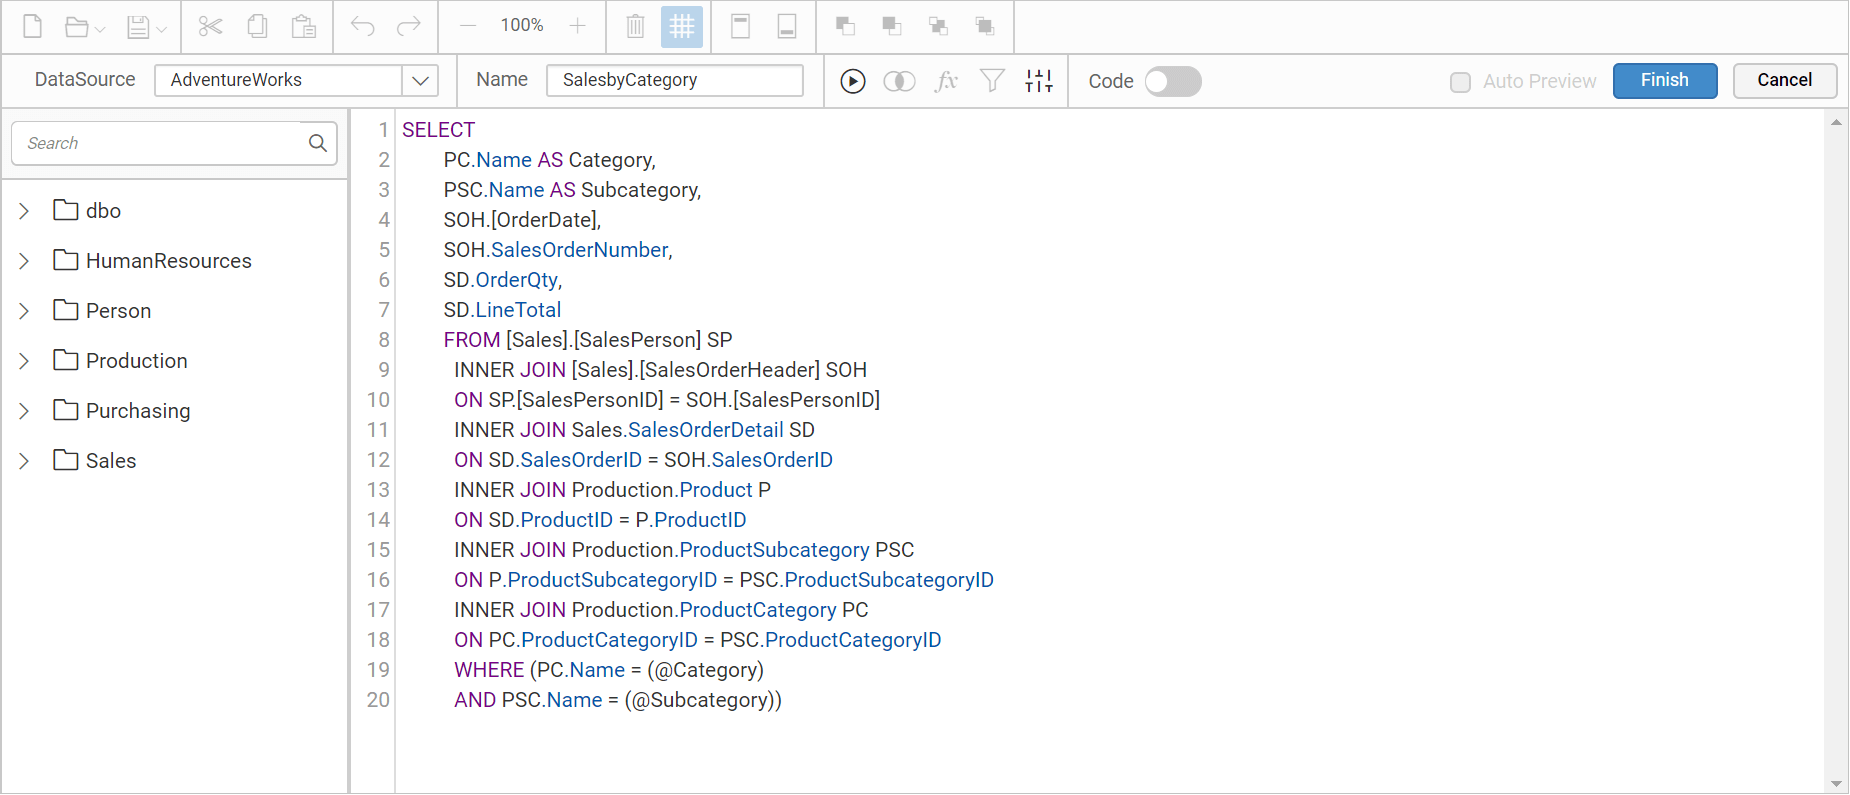 100%
DataSource AdventureWorks Name SalesbyCategory fx Code Auto Preview Finish Cancel
Search
dbo
HumanResources
Person
Production
Purchasing
Sales
1 SELECT
2 PC.Name AS Category,
3 PSC.Name AS Subcategory,
4 SOH.[OrderDate],
5 SOH.SalesOrderNumber,
6 SD.OrderQty,
7 SD.LineTotal
8 FROM [Sales].[SalesPerson] SP
9 INNER JOIN [Sales].[SalesOrderHeader] SOH
10 ON SP.[SalesPersonID] = SOH.[SalesPersonID]
11 INNER JOIN Sales.SalesOrderDetail SD
12 ON SD.SalesOrderID = SOH.SalesOrderID
13 INNER JOIN Production.Product P
14 ON SD.ProductID = P.ProductID
15 INNER JOIN Production.ProductSubcategory PSC
16 ON P.ProductSubcategoryID = PSC.ProductSubcategoryID
17 INNER JOIN Production.ProductCategory PC
18 ON PC.ProductCategoryID = PSC.ProductCategoryID
19 WHERE (PC.Name = (@Category)
20 AND PSC.Name = (@Subcategory))